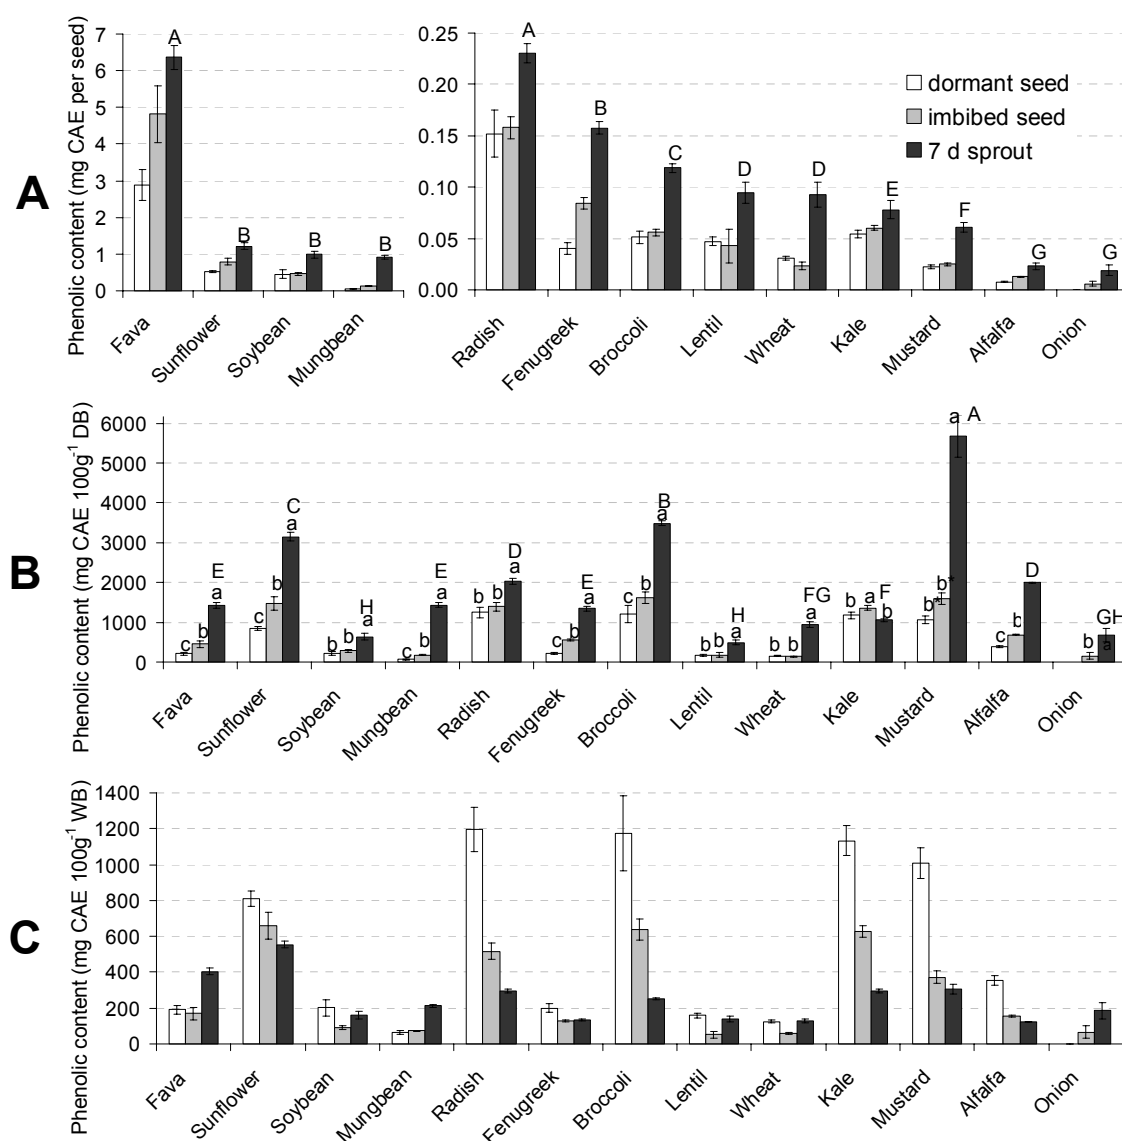 A
Phenolic content (mg CAE per seed)
7
6
5
4
3
2
1
0
A
B
B
B
Fava
Sunflower
Soybean
Mungbean
0.25
0.20
0.15
0.10
0.05
0.00
A
B
C
D
D
E
F
G
G
dormant seed
imbibed seed
7 d sprout
Radish
Fenugreek
Broccoli
Lentil
Wheat
Kale
Mustard
Alfalfa
Onion
B
Phenolic content (mg CAE 100g⁻¹ DB)
6000
5000
4000
3000
2000
1000
0
c b a E
c b a C
b b a H
c b a E
b b a D
c b a E
c b a B
b b a H
b b a FG
b a b F
b* b* a A
c b D
b a GH
Fava
Sunflower
Soybean
Mungbean
Radish
Fenugreek
Broccoli
Lentil
Wheat
Kale
Mustard
Alfalfa
Onion
C
Phenolic content (mg CAE 100g⁻¹ WB)
1400
1200
1000
800
600
400
200
0
Fava
Sunflower
Soybean
Mungbean
Radish
Fenugreek
Broccoli
Lentil
Wheat
Kale
Mustard
Alfalfa
Onion